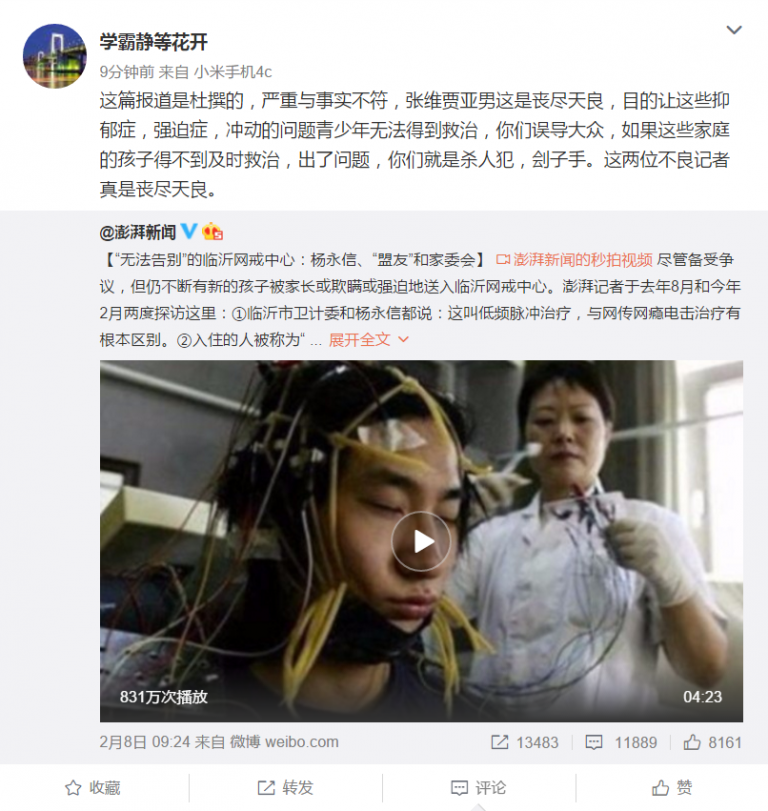 学霸静等花开
9分钟前 来自 小米手机4c
这篇报道是杜撰的，严重与事实不符，张维贾亚男这是丧尽天良，目的让这些抑
郁症，强迫症，冲动的问题青少年无法得到救治，你们误导大众，如果这些家庭
的孩子得不到及时救治，出了问题，你们就是杀人犯，刽子手。这两位不良记者
真是丧尽天良。
@澎湃新闻
【“无法告别”的临沂网戒中心：杨永信、“盟友”和家委会】 澎湃新闻的秒拍视频 尽管备受争
议，但仍不断有新的孩子被家长或欺瞒或强迫地送入临沂网戒中心。澎湃记者于去年8月和今年
2月两度探访这里：①临沂市卫计委和杨永信都说：这叫低频脉冲治疗，与网传网瘾电击治疗有
根本区别。②入住的人被称为“ ... 展开全文
831万次播放 04:23
2月8日 09:24 来自 微博 weibo.com 13483 11889 8161
收藏 转发 评论 赞